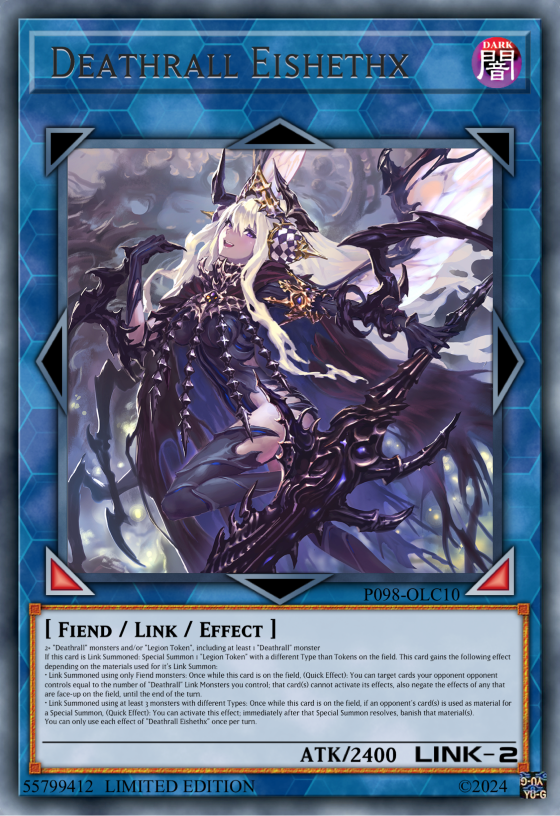 DEATHRALL EISHETHX
DARK
闇
P098-OLC10
[ FIEND / LINK / EFFECT ]
2+ "Deathrall" monsters and/or "Legion Token", including at least 1 "Deathrall" monster
If this card is Link Summoned: Special Summon 1 "Legion Token" with a different Type than Tokens on the field. This card gains the following effect
depending on the materials used for it's Link Summon:
• Link Summoned using only Fiend monsters. Once while this card is on the field, (Quick Effect): You can target cards your opponent opponent
controls equal to the number of "Deathrall" Link Monsters you control; that card(s) cannot activate its effects, also negate the effects of any that
are face-up on the field, until the end of the turn.
• Link Summoned using at least 3 monsters with different Types: Once while this card is on the field, if an opponent's card(s) is used as material for
a Special Summon, (Quick Effect): You can activate this effect; immediately after that Special Summon resolves, banish that material(s).
You can only use each effect of "Deathrall Eishethx" once per turn.
ATK/2400 LINK-2
55799412 LIMITED EDITION ©2024